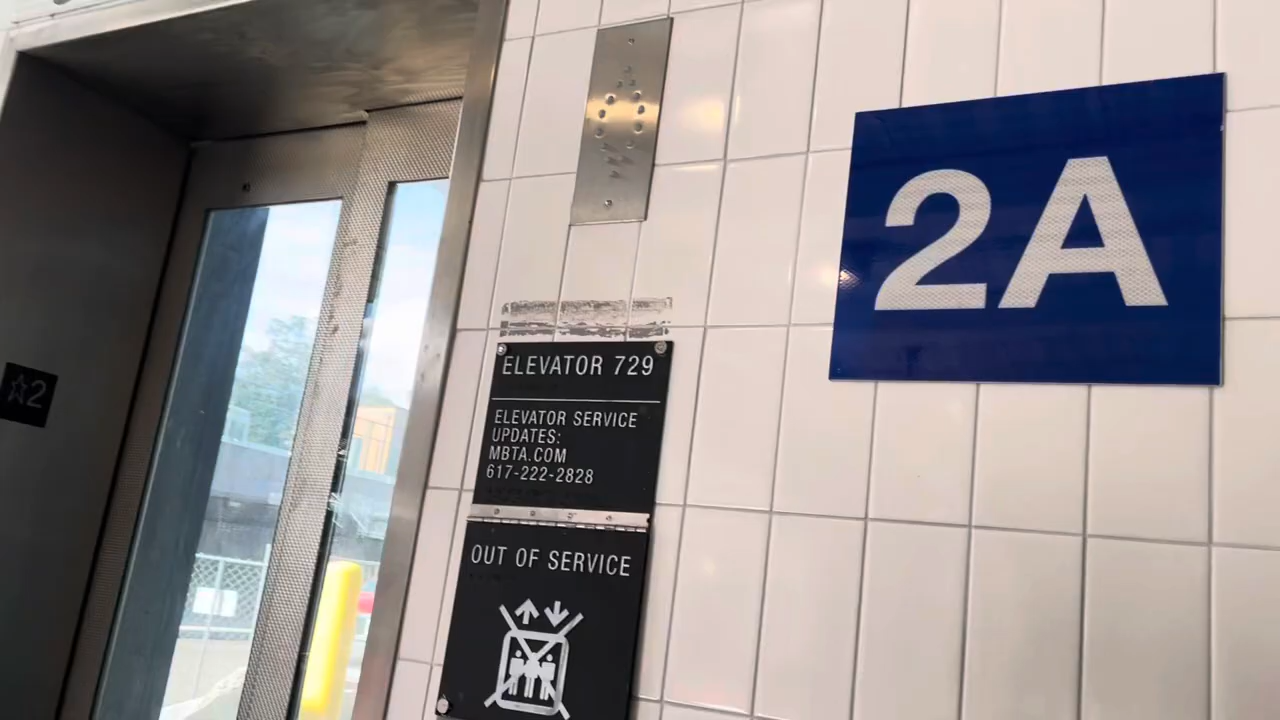 2A
ELEVATOR 729
ELEVATOR SERVICE
UPDATES:
MBTA.COM
617-222-2828
OUT OF SERVICE
☆2